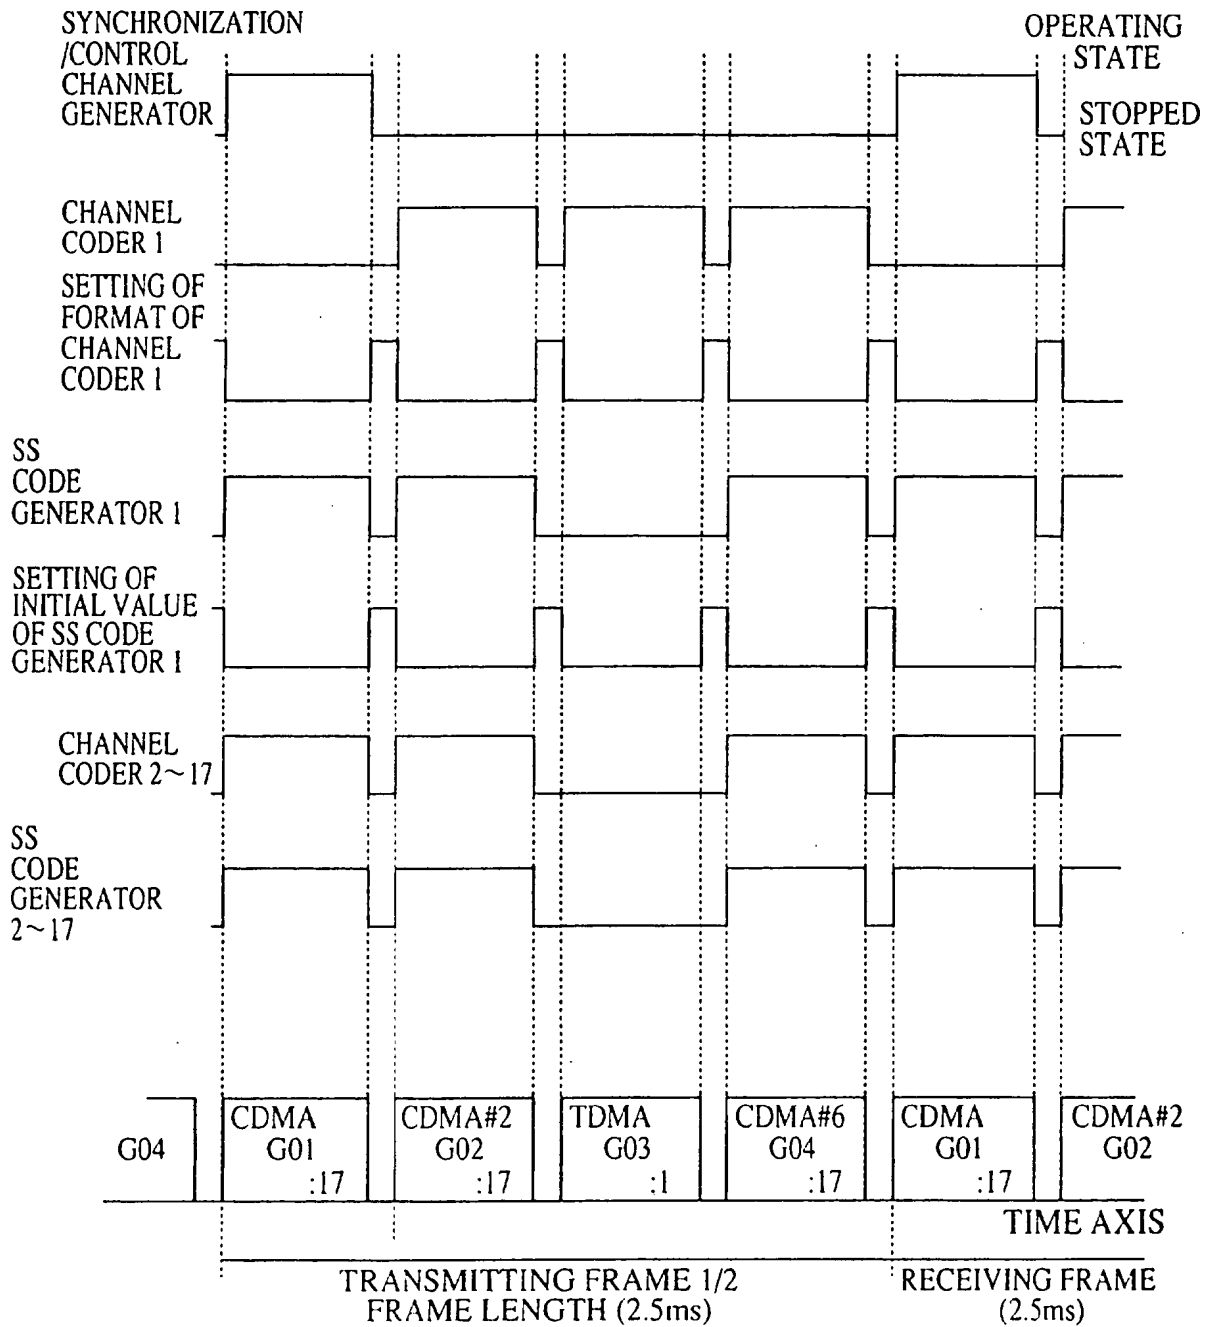 SYNCHRONIZATION
/CONTROL
CHANNEL
GENERATOR
OPERATING
STATE
STOPPED
STATE
CHANNEL
CODER 1
SETTING OF
FORMAT OF
CHANNEL
CODER 1
SS
CODE
GENERATOR 1
SETTING OF
INITIAL VALUE
OF SS CODE
GENERATOR 1
CHANNEL
CODER 2~17
SS
CODE
GENERATOR
2~17
G04
CDMA
G01
:17
CDMA#2
G02
:17
TDMA
G03
:1
CDMA#6
G04
:17
CDMA
G01
:17
CDMA#2
G02
TIME AXIS
TRANSMITTING FRAME 1/2
FRAME LENGTH (2.5ms)
RECEIVING FRAME
(2.5ms)